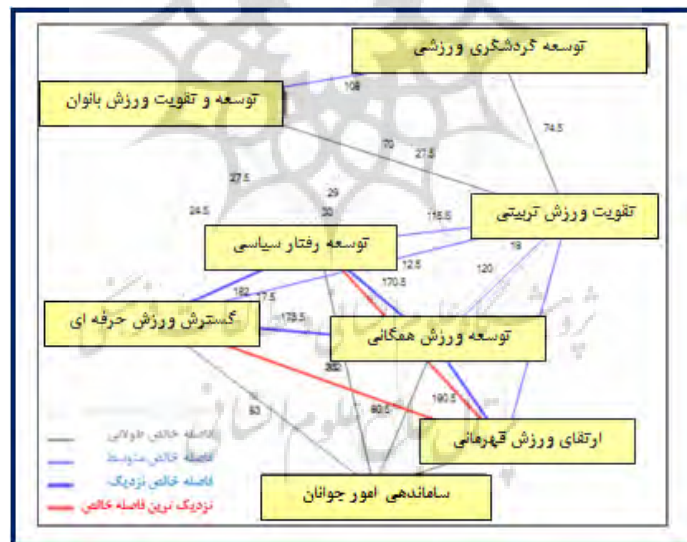 توسعه گردشگری ورزشی
توسعه و تقویت ورزش بانوان
108
74.5
70
27.5
27.5
29
30
24.5
115.5
تقویت ورزش تربیتی
توسعه رفتار سیاسی
18
12.5
120
170.5
182
17.5
گسترش ورزش حرفه ای
173.5
توسعه ورزش همگانی
190.5
80.5
93
ارتقای ورزش قهرمانی
ساماندهی امور جوانان
فاصله خالص طولانی
فاصله خالص متوسط
فاصله خالص نزدیک
نزدیک ترین فاصله خالص